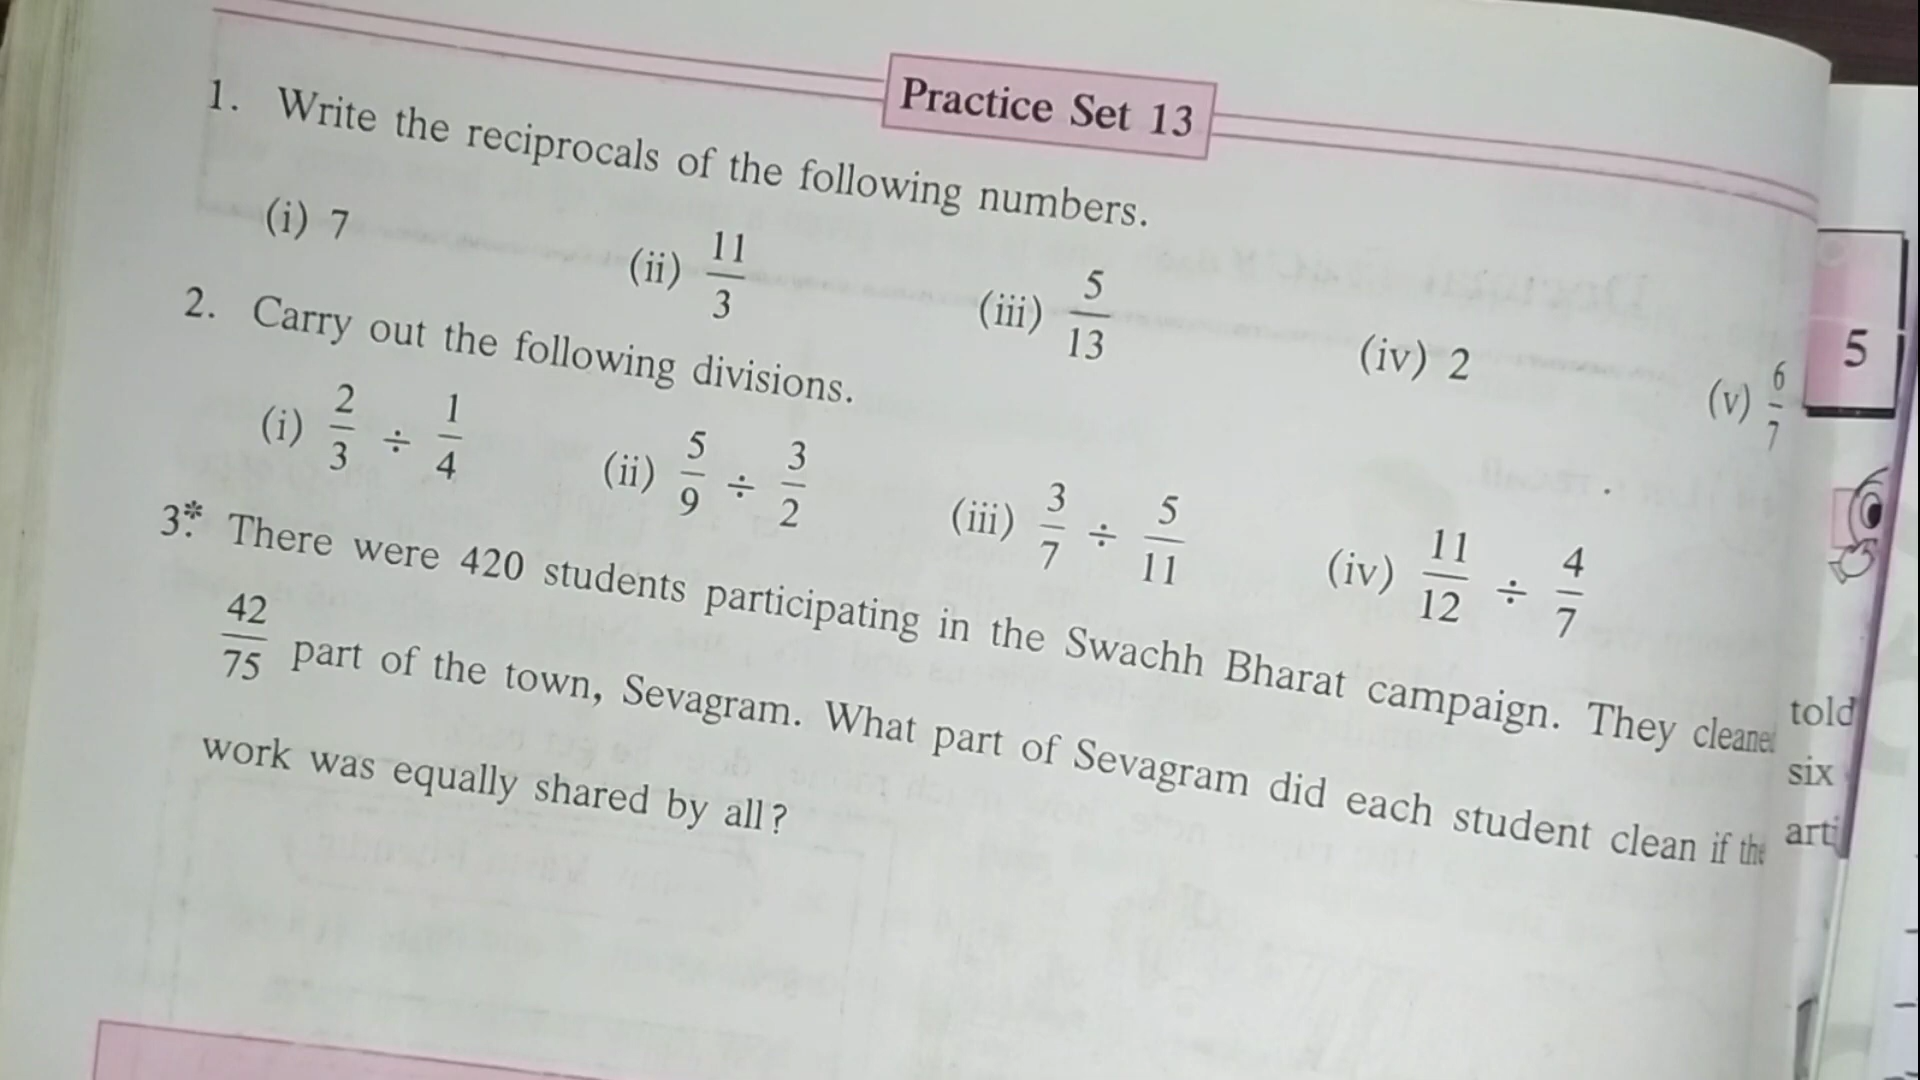 Practice Set 13
1. Write the reciprocals of the following numbers.
(i) 7 (ii) 11/3 (iii) 5/13 (iv) 2 (v) 6/7
2. Carry out the following divisions.
(i) 2/3 ÷ 1/4 (ii) 5/9 ÷ 3/2 (iii) 3/7 ÷ 5/11 (iv) 11/12 ÷ 4/7
3*. There were 420 students participating in the Swachh Bharat campaign. They
42/75 part of the town, Sevagram. What part of Sevagram did each student clean if the
work was equally shared by all?
5
told
six